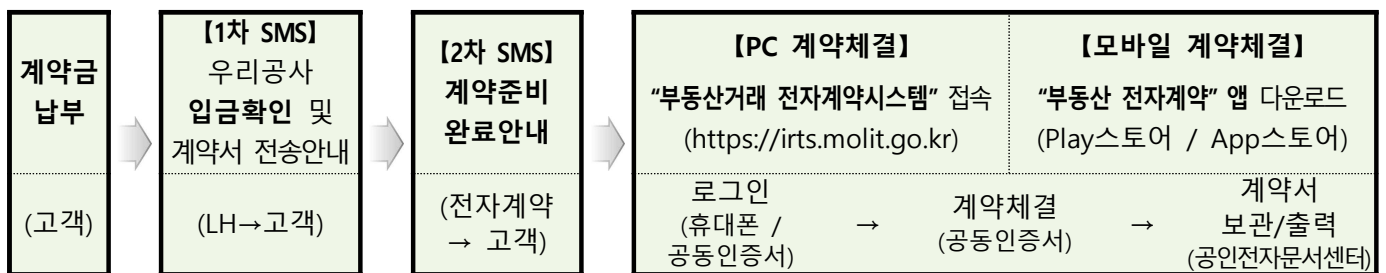 계약금
납부
(고객)
【1차 SMS】
우리공사
입금확인 및
계약서 전송안내
(LH→고객)
【2차 SMS】
계약준비
완료안내
(전자계약
→ 고객)
【PC 계약체결】
“부동산거래 전자계약시스템” 접속
(https://irts.molit.go.kr)
【모바일 계약체결】
“부동산 전자계약” 앱 다운로드
(Play스토어 / App스토어)
로그인
(휴대폰 /
공동인증서)
→
계약체결
(공동인증서)
→
계약서
보관/출력
(공인전자문서센터)